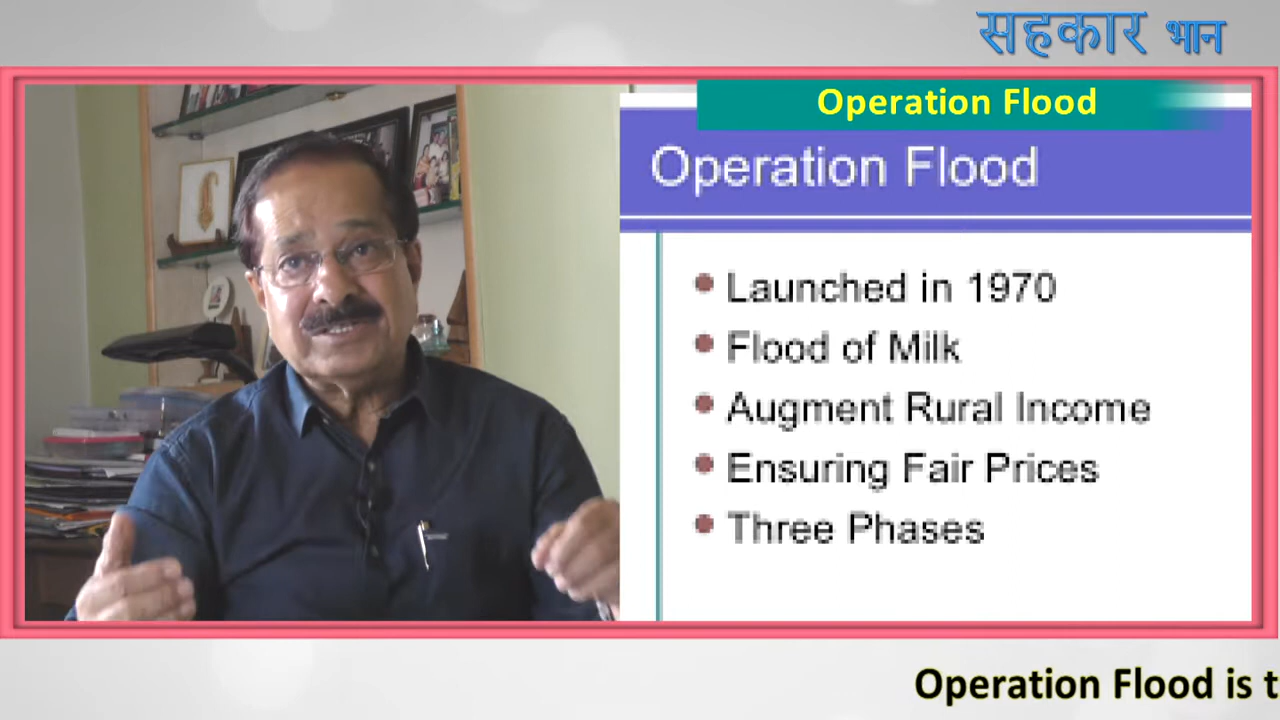 सहकार भान
Operation Flood
Operation Flood
Launched in 1970
Flood of Milk
Augment Rural Income
Ensuring Fair Prices
Three Phases
Operation Flood is t